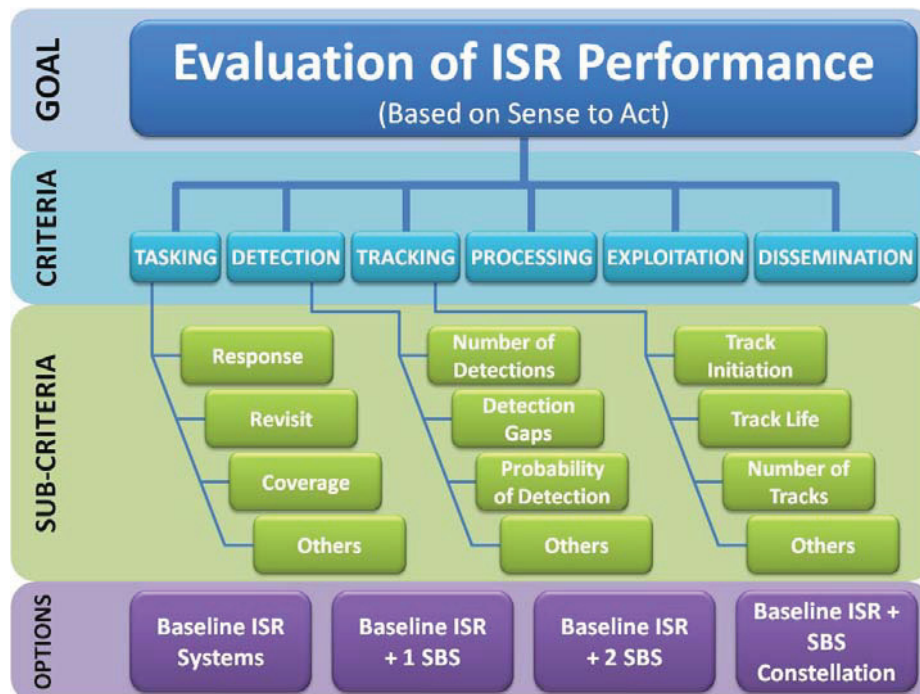 GOAL
Evaluation of ISR Performance
(Based on Sense to Act)
CRITERIA
TASKING
DETECTION
TRACKING
PROCESSING
EXPLOITATION
DISSEMINATION
SUB-CRITERIA
Response
Revisit
Coverage
Others
Number of
Detections
Detection
Gaps
Probability
of Detection
Others
Track
Initiation
Track Life
Number of
Tracks
Others
OPTIONS
Baseline ISR
Systems
Baseline ISR
+ 1 SBS
Baseline ISR
+ 2 SBS
Baseline ISR +
SBS
Constellation